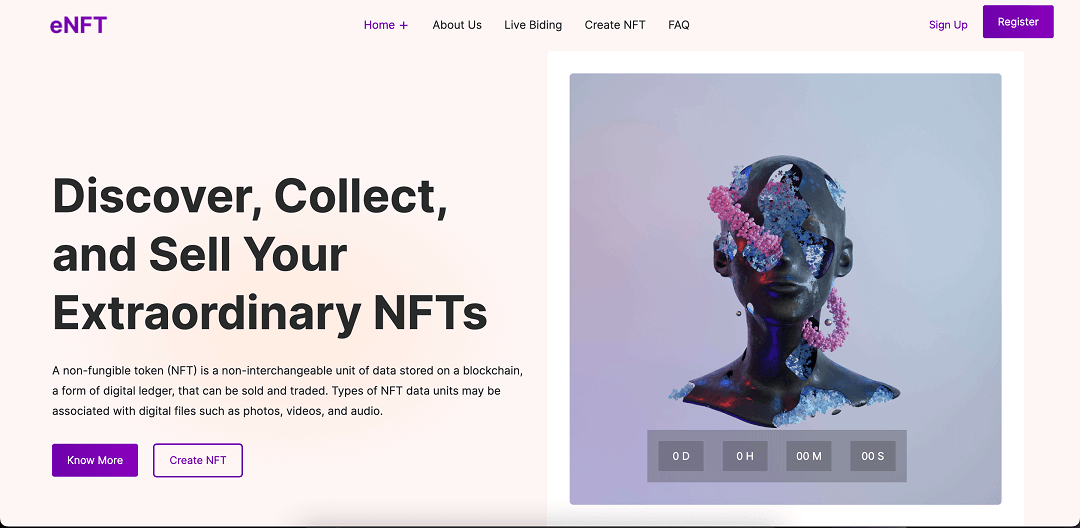 eNFT
Home +
About Us
Live Biding
Create NFT
FAQ
Sign Up
Register
Discover, Collect,
and Sell Your
Extraordinary NFTs
A non-fungible token (NFT) is a non-interchangeable unit of data stored on a blockchain,
a form of digital ledger, that can be sold and traded. Types of NFT data units may be
associated with digital files such as photos, videos, and audio.
Know More
Create NFT
0 D
0 H
00 M
00 S